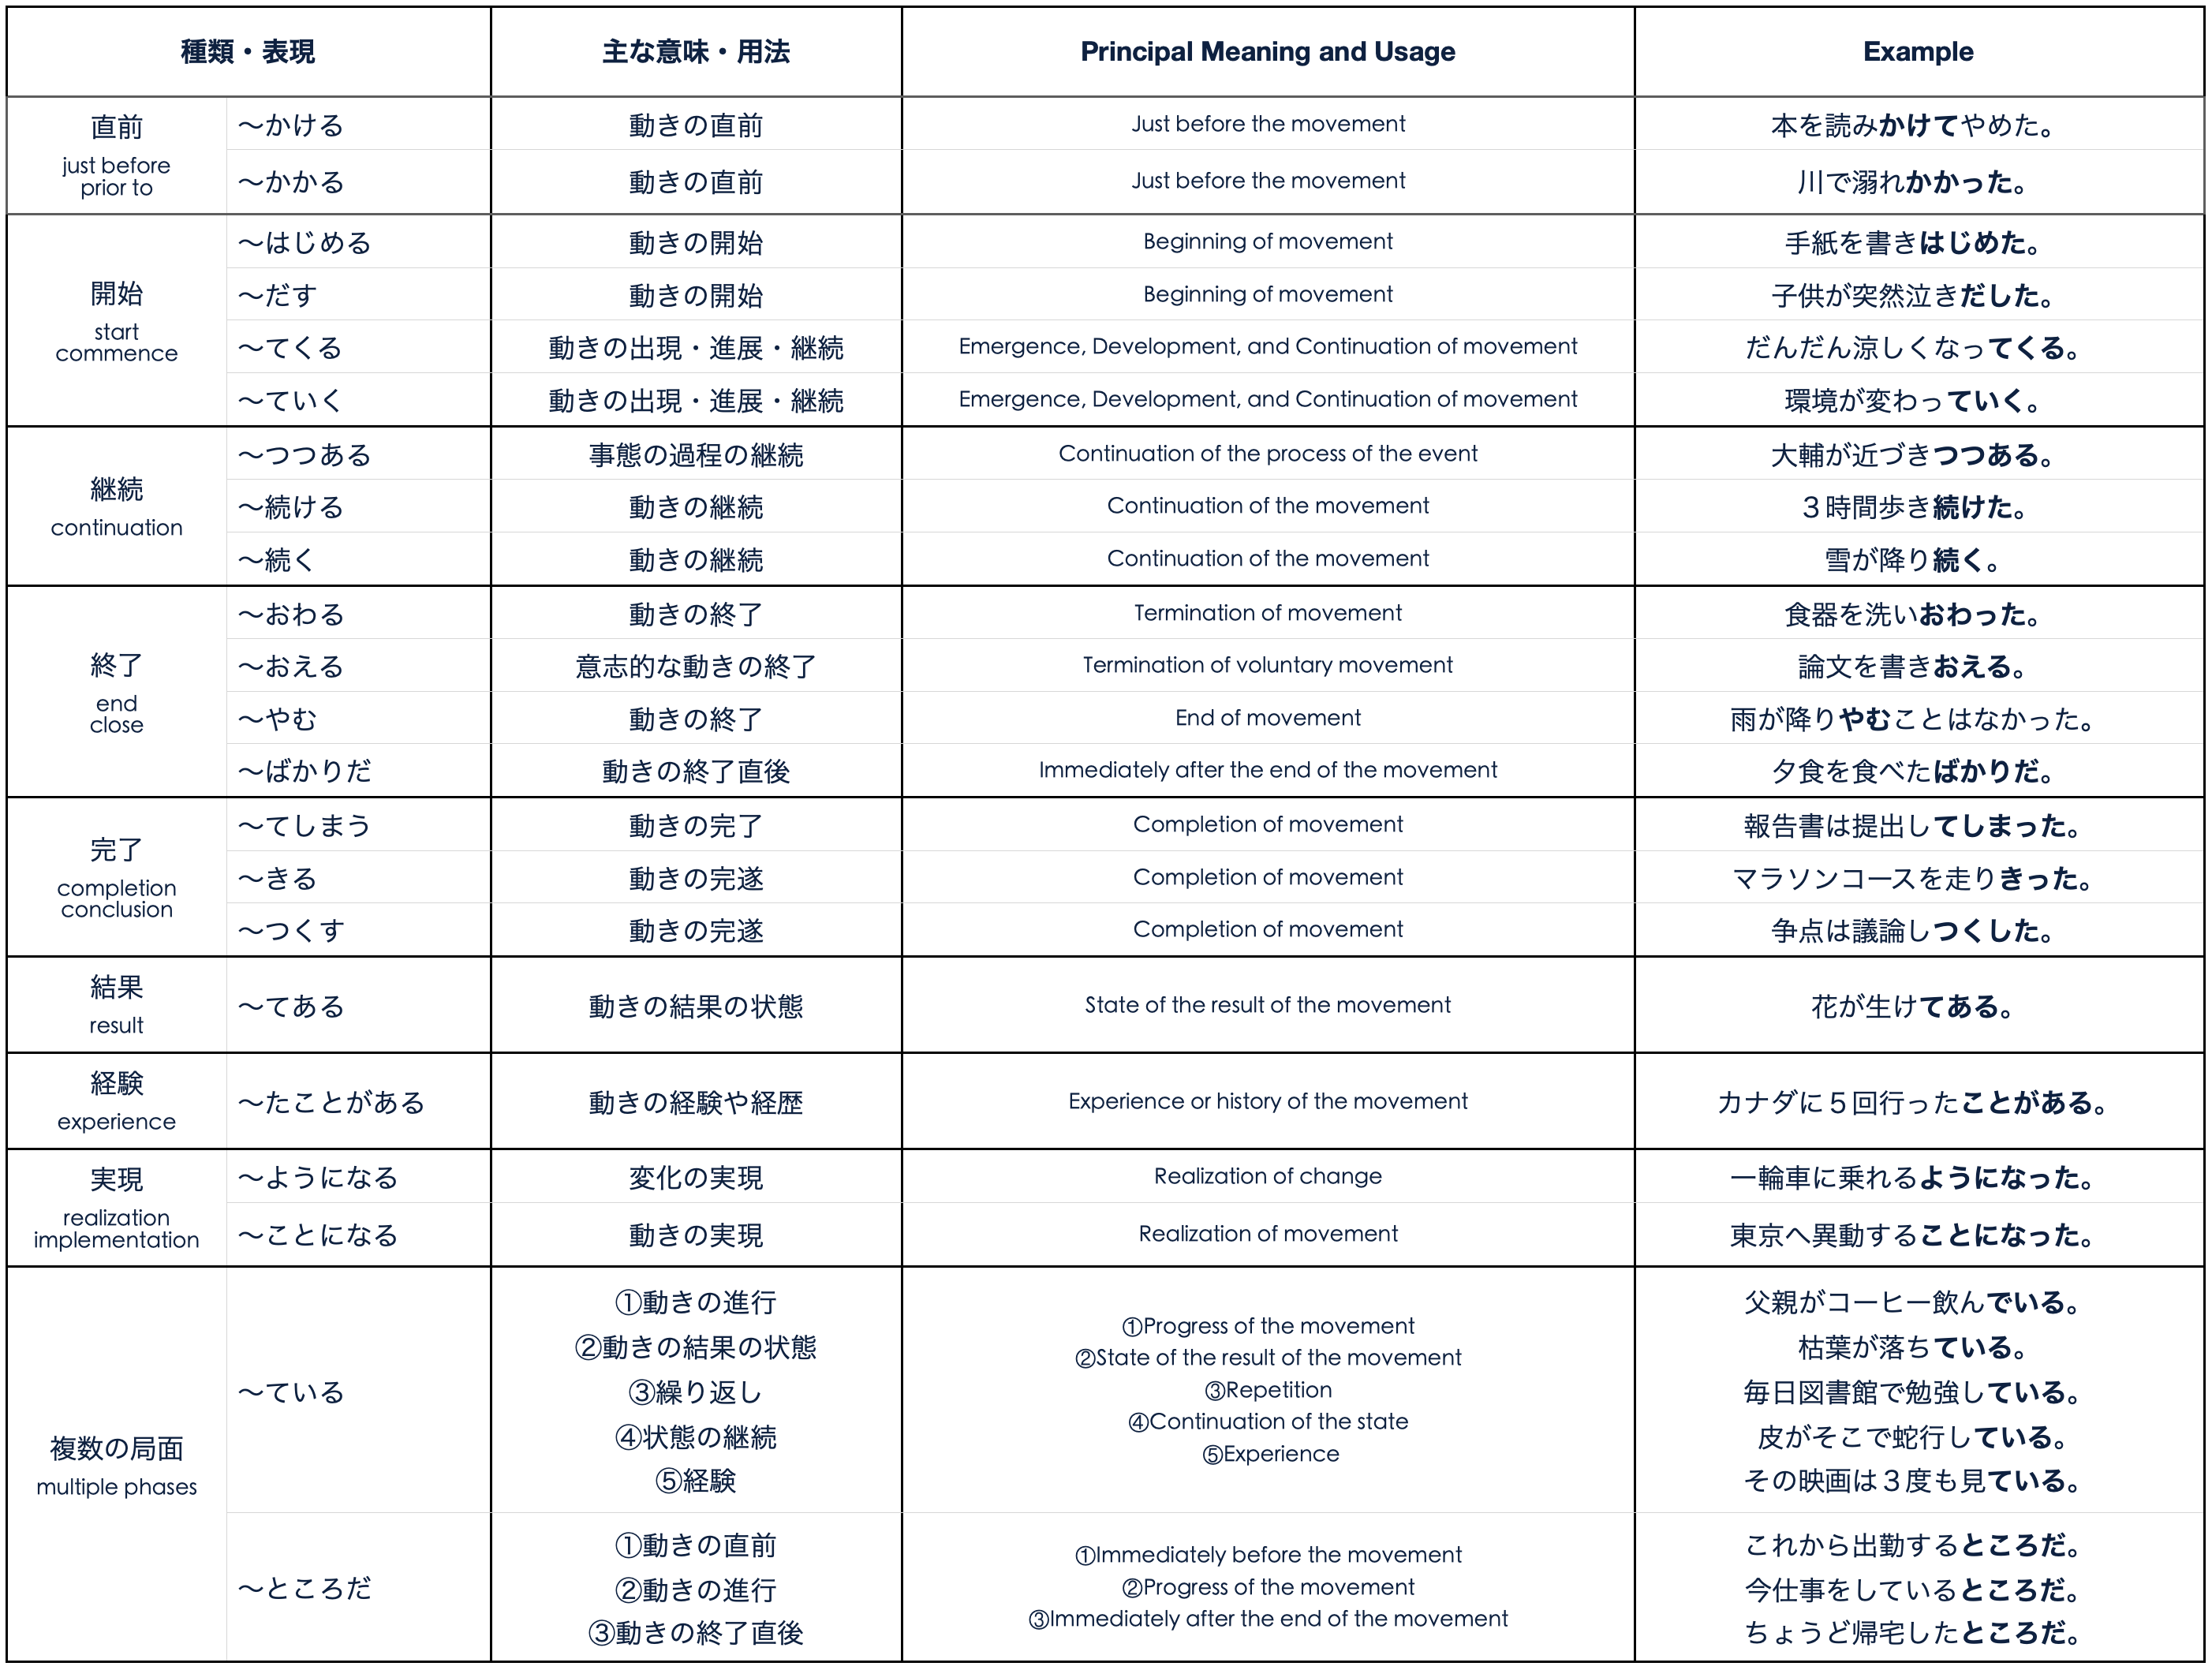 種類・表現 主な意味・用法 Principal Meaning and Usage Example
直前
just before
prior to
〜かける 動きの直前 Just before the movement 本を読みかけてやめた。
〜かかる 動きの直前 Just before the movement 川で溺れかかった。
開始
start
commence
〜はじめる 動きの開始 Beginning of movement 手紙を書きはじめた。
〜だす 動きの開始 Beginning of movement 子供が突然泣きだした。
〜てくる 動きの出現・進展・継続 Emergence, Development, and Continuation of movement だんだん涼しくなってくる。
〜ていく 動きの出現・進展・継続 Emergence, Development, and Continuation of movement 環境が変わっていく。
継続
continuation
〜つつある 事態の過程の継続 Continuation of the process of the event 大輔が近づきつつある。
〜続ける 動きの継続 Continuation of the movement ３時間歩き続けた。
〜続く 動きの継続 Continuation of the movement 雪が降り続く。
終了
end
close
〜おわる 動きの終了 Termination of movement 食器を洗いおわった。
〜おえる 意志的な動きの終了 Termination of voluntary movement 論文を書きおえる。
〜やむ 動きの終了 End of movement 雨が降りやむことはなかった。
〜ばかりだ 動きの終了直後 Immediately after the end of the movement 夕食を食べたばかりだ。
完了
completion
conclusion
〜てしまう 動きの完了 Completion of movement 報告書は提出してしまった。
〜きる 動きの完遂 Completion of movement マラソンコースを走りきった。
〜つくす 動きの完遂 Completion of movement 争点は議論しつくした。
結果
result
〜てある 動きの結果の状態 State of the result of the movement 花が生けてある。
経験
experience
〜たことがある 動きの経験や経歴 Experience or history of the movement カナダに５回行ったことがある。
実現
realization
implementation
〜ようになる 変化の実現 Realization of change 一輪車に乗れるようになった。
〜ことになる 動きの実現 Realization of movement 東京へ異動することになった。
複数の局面
multiple phases
〜ている
①動きの進行
②動きの結果の状態
③繰り返し
④状態の継続
⑤経験
①Progress of the movement
②State of the result of the movement
③Repetition
④Continuation of the state
⑤Experience
父親がコーヒー飲んでいる。
枯葉が落ちている。
毎日図書館で勉強している。
皮がそこで蛇行している。
その映画は３度も見ている。
〜ところだ
①動きの直前
②動きの進行
③動きの終了直後
①Immediately before the movement
②Progress of the movement
③Immediately after the end of the movement
これから出勤するところだ。
今仕事をしているところだ。
ちょうど帰宅したところだ。